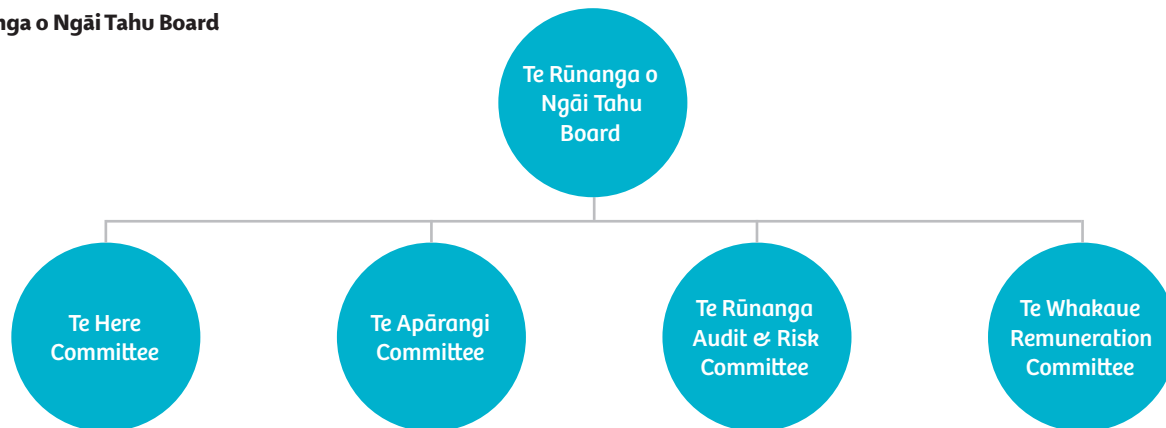 nga o Ngāi Tahu Board
Te Rūnanga o
Ngāi Tahu
Board
Te Here
Committee
Te Apārangi
Committee
Te Rūnanga
Audit & Risk
Committee
Te Whakaue
Remuneration
Committee